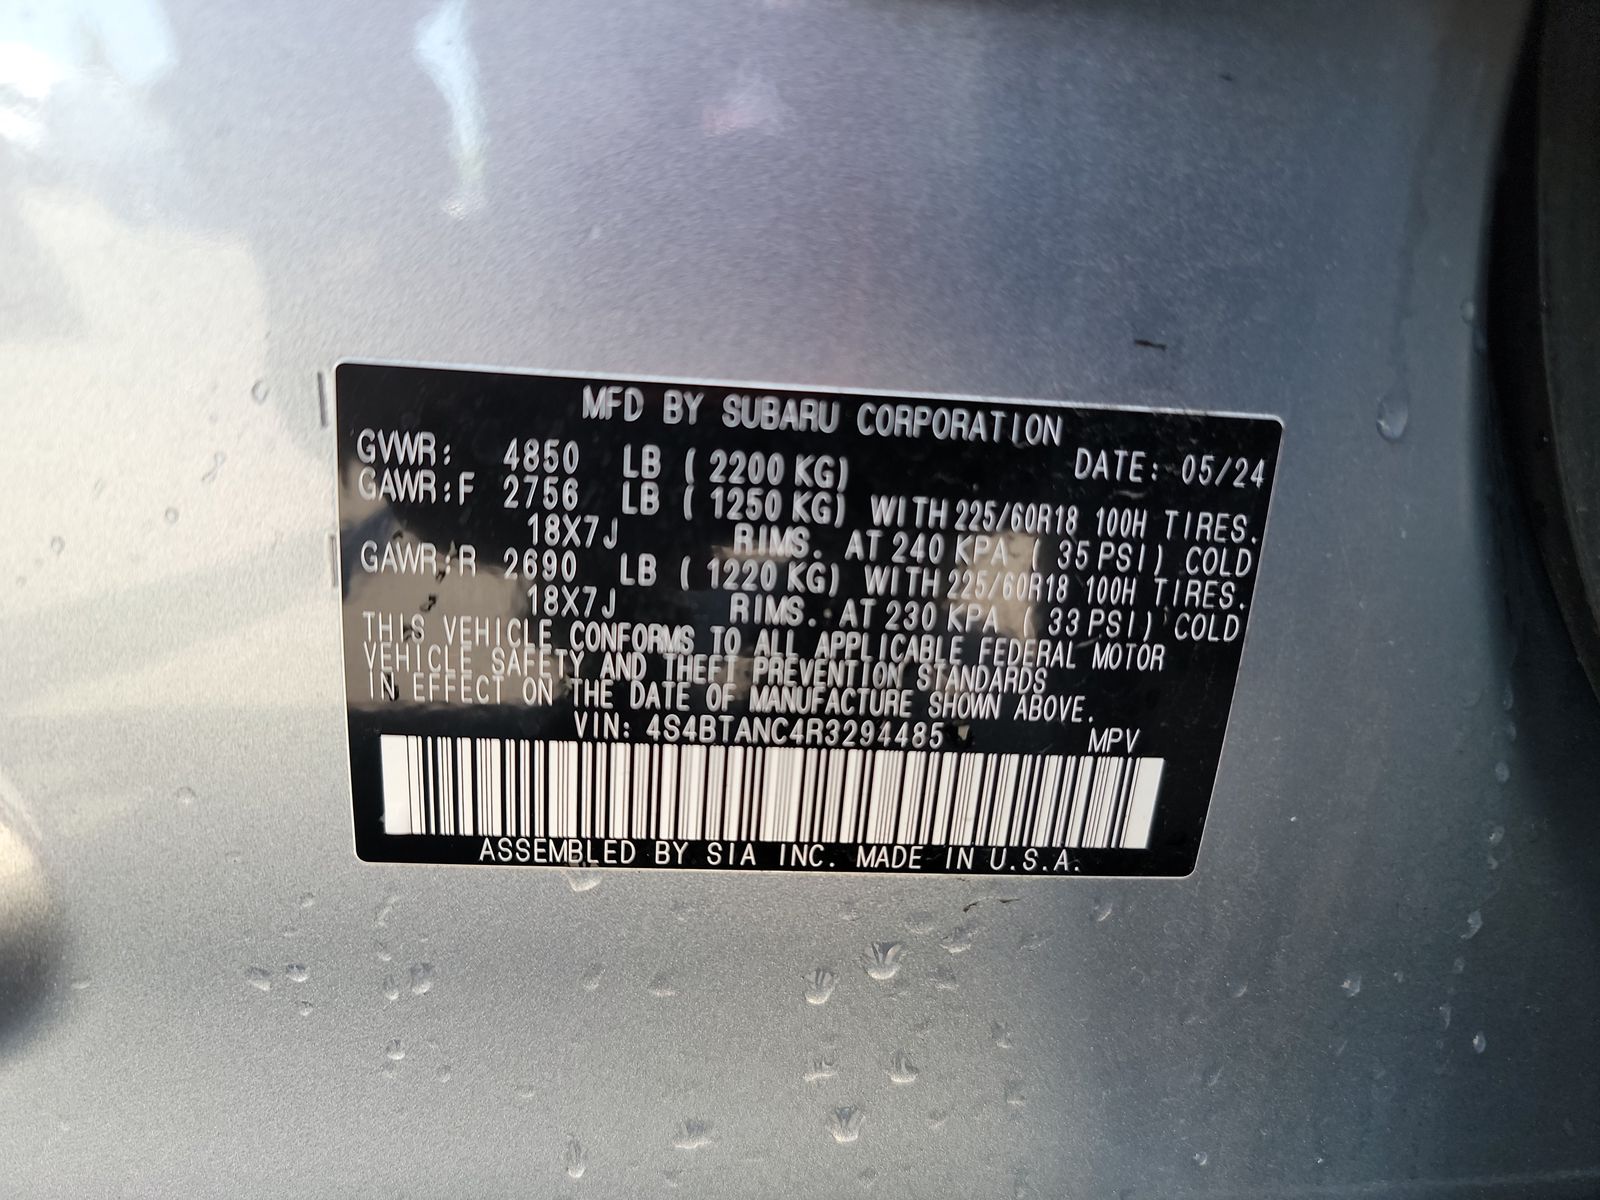 MFD BY SUBARU CORPORATION
GVWR: 4850 LB ( 2200 KG) DATE: 05/24
GAWR:F 2756 LB ( 1250 KG) WITH 225/60R18 100H TIRES.
18X7J RIMS. AT 240 KPA ( 35 PSI) COLD
GAWR:R 2690 LB ( 1220 KG) WITH 225/60R18 100H TIRES.
18X7J RIMS. AT 230 KPA ( 33 PSI) COLD
THIS VEHICLE CONFORMS TO ALL APPLICABLE FEDERAL MOTOR
VEHICLE SAFETY AND THEFT PREVENTION STANDARDS
IN EFFECT ON THE DATE OF MANUFACTURE SHOWN ABOVE.
VIN: 4S4BTANC4R3294485 MPV
ASSEMBLED BY SIA INC. MADE IN U.S.A.